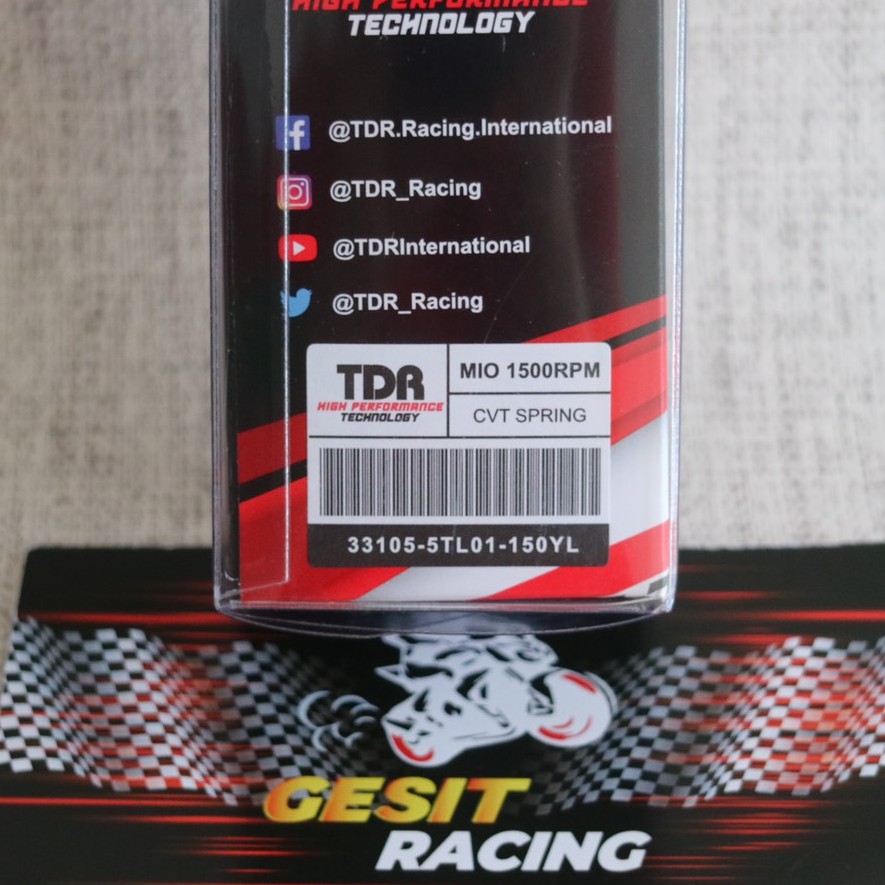 HIGH PERFORMANCE
TECHNOLOGY
@TDR.Racing.International
@TDR_Racing
@TDRInternational
@TDR_Racing
TDR
HIGH PERFORMANCE
TECHNOLOGY
MIO 1500RPM
CVT SPRING
33105-5TL01-150YL
GESIT
RACING